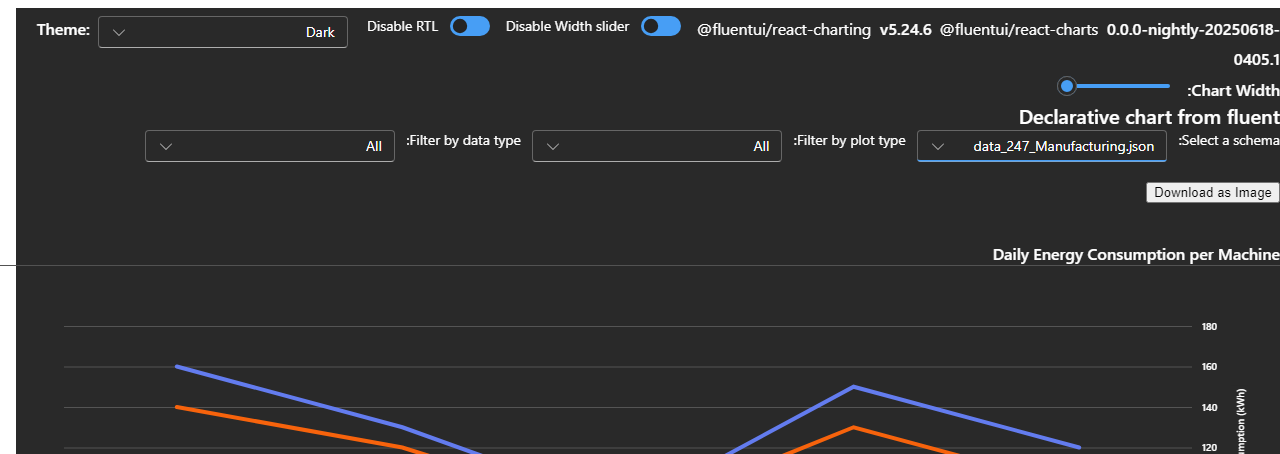 Theme: Dark Disable RTL Disable Width slider @fluentui/react-charting v5.24.6 @fluentui/react-charts 0.0.0-nightly-20250618-
0405.1
:Chart Width
Declarative chart from fluent
:Select a schema data_247_Manufacturing.json :Filter by plot type All :Filter by data type All
Download as Image
Daily Energy Consumption per Machine
180
160
140
120
(kWh)